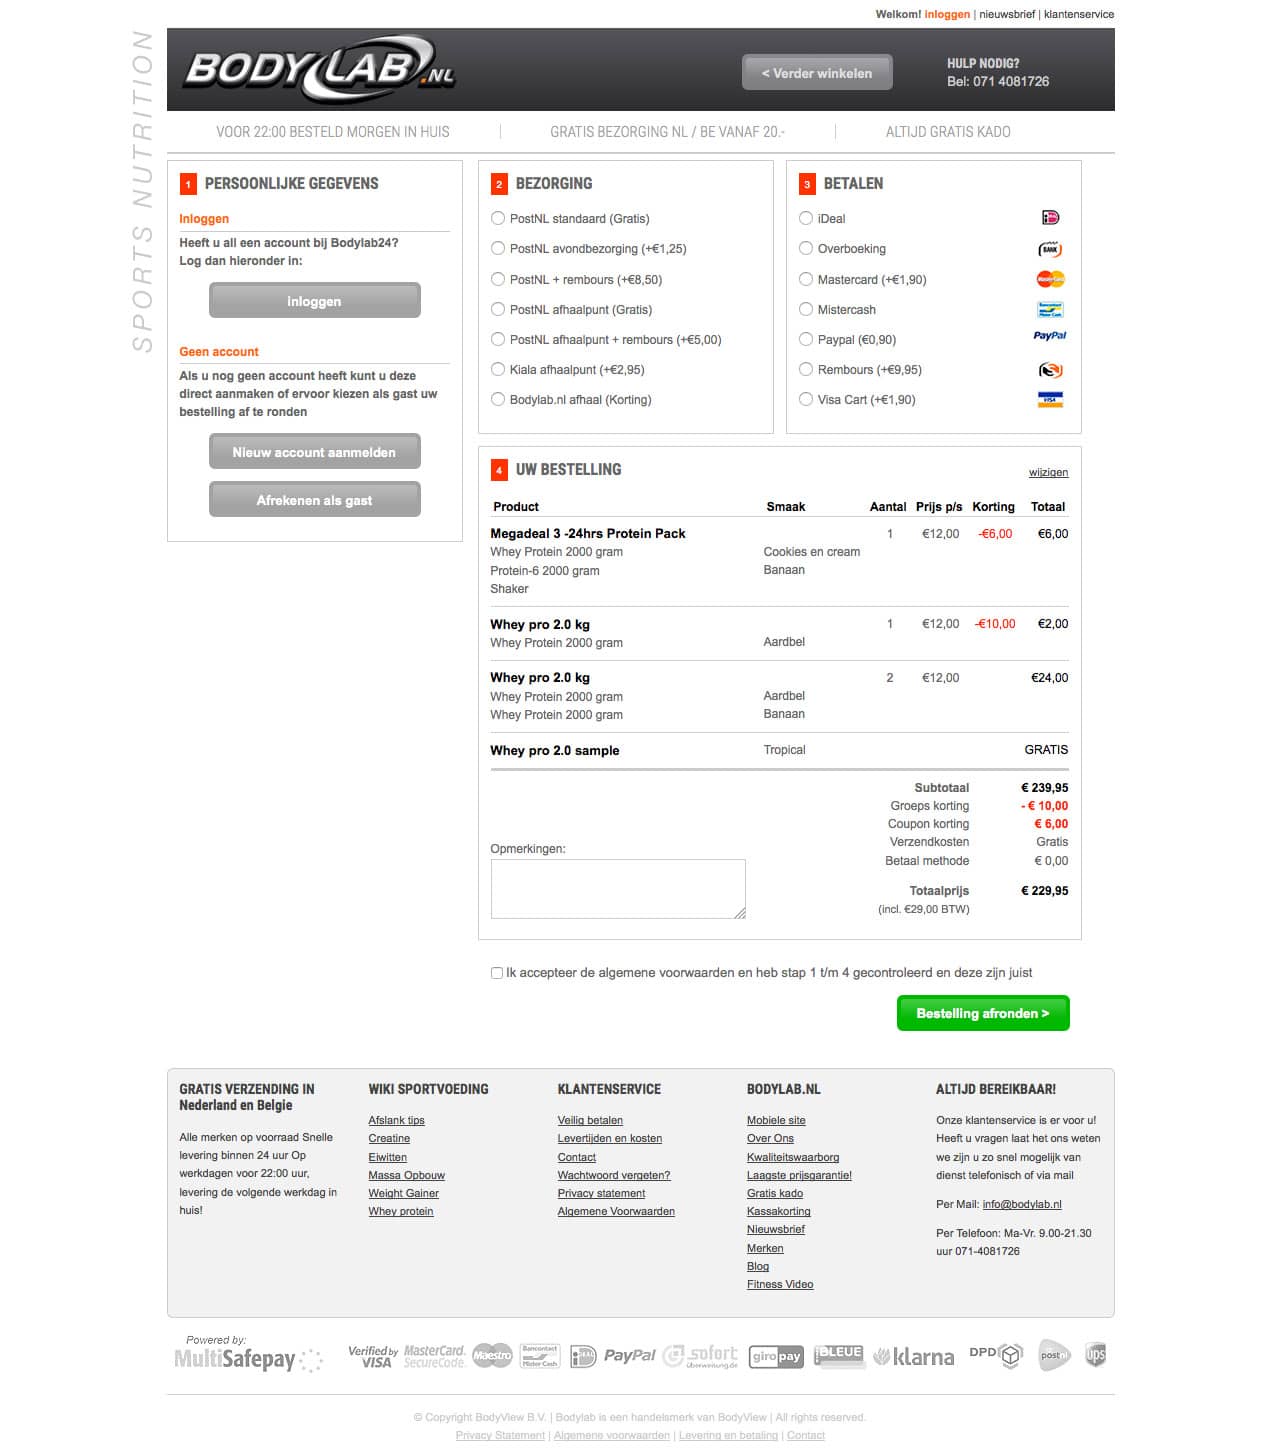 Welkom! inloggen | nieuwsbrief | klantenservice
SPORTS NUTRITION
BODYLAB.NL
< Verder winkelen
HULP NODIG?
Bel: 071 4081726
VOOR 22:00 BESTELD MORGEN IN HUIS
GRATIS BEZORGING NL / BE VANAF 20.-
ALTIJD GRATIS KADO
1 PERSOONLIJKE GEGEVENS
Inloggen
Heeft u all een account bij Bodylab24?
Log dan hieronder in:
inloggen
Geen account
Als u nog geen account heeft kunt u deze
direct aanmaken of ervoor kiezen als gast uw
bestelling af te ronden
Nieuw account aanmelden
Afrekenen als gast
2 BEZORGING
PostNL standaard (Gratis)
PostNL avondbezorging (+€1,25)
PostNL + rembours (+€8,50)
PostNL afhaalpunt (Gratis)
PostNL afhaalpunt + rembours (+€5,00)
Kiala afhaalpunt (+€2,95)
Bodylab.nl afhaal (Korting)
3 BETALEN
iDeal
Overboeking BANK
Mastercard (+€1,90) MasterCard
Mistercash Bancontact Mister Cash
Paypal (€0,90) PayPal
Rembours (+€9,95)
Visa Cart (+€1,90) VISA
4 UW BESTELLING
wijzigen
Product Smaak Aantal Prijs p/s Korting Totaal
Megadeal 3 -24hrs Protein Pack 1 €12,00 -€6,00 €6,00
Whey Protein 2000 gram Cookies en cream
Protein-6 2000 gram Banaan
Shaker
Whey pro 2.0 kg 1 €12,00 -€10,00 €2,00
Whey Protein 2000 gram Aardbel
Whey pro 2.0 kg 2 €12,00 €24,00
Whey Protein 2000 gram Aardbel
Whey Protein 2000 gram Banaan
Whey pro 2.0 sample Tropical GRATIS
Subtotaal € 239,95
Groeps korting - € 10,00
Coupon korting € 6,00
Verzendkosten Gratis
Betaal methode € 0,00
Totaalprijs € 229,95
(incl. €29,00 BTW)
Opmerkingen:
Ik accepteer de algemene voorwaarden en heb stap 1 t/m 4 gecontroleerd en deze zijn juist
Bestelling afronden >
GRATIS VERZENDING IN
Nederland en Belgie
Alle merken op voorraad Snelle
levering binnen 24 uur Op
werkdagen voor 22:00 uur,
levering de volgende werkdag in
huis!
WIKI SPORTVOEDING
Afslank tips
Creatine
Eiwitten
Massa Opbouw
Weight Gainer
Whey protein
KLANTENSERVICE
Veilig betalen
Levertijden en kosten
Contact
Wachtwoord vergeten?
Privacy statement
Algemene Voorwaarden
BODYLAB.NL
Mobiele site
Over Ons
Kwaliteitswaarborg
Laagste prijsgarantie!
Gratis kado
Kassakorting
Nieuwsbrief
Merken
Blog
Fitness Video
ALTIJD BEREIKBAAR!
Onze klantenservice is er voor u!
Heeft u vragen laat het ons weten
we zijn u zo snel mogelijk van
dienst telefonisch of via mail
Per Mail: info@bodylab.nl
Per Telefoon: Ma-Vr. 9.00-21.30
uur 071-4081726
Powered by:
MultiSafepay
Verified by VISA
MasterCard. SecureCode.
Maestro
Bancontact Mister Cash
PayPal
sofort überweisung.de
giropay
BLEUE
klarna
DPD
postnl
ups
© Copyright BodyView B.V. | Bodylab is een handelsmerk van BodyView | All rights reserved.
Privacy Statement | Algemene voorwaarden | Levering en betaling | Contact